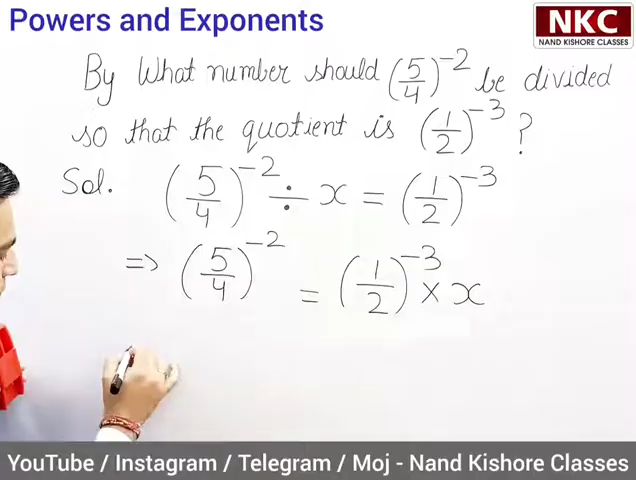 Powers and Exponents
NKC
NAND KISHORE CLASSES
By What number should (5/4)^-2 be divided
so that the quotient is (1/2)^-3 ?
Sol. (5/4)^-2 ÷ x = (1/2)^-3
=> (5/4)^-2 = (1/2)^-3 × x
YouTube / Instagram / Telegram / Moj - Nand Kishore Classes